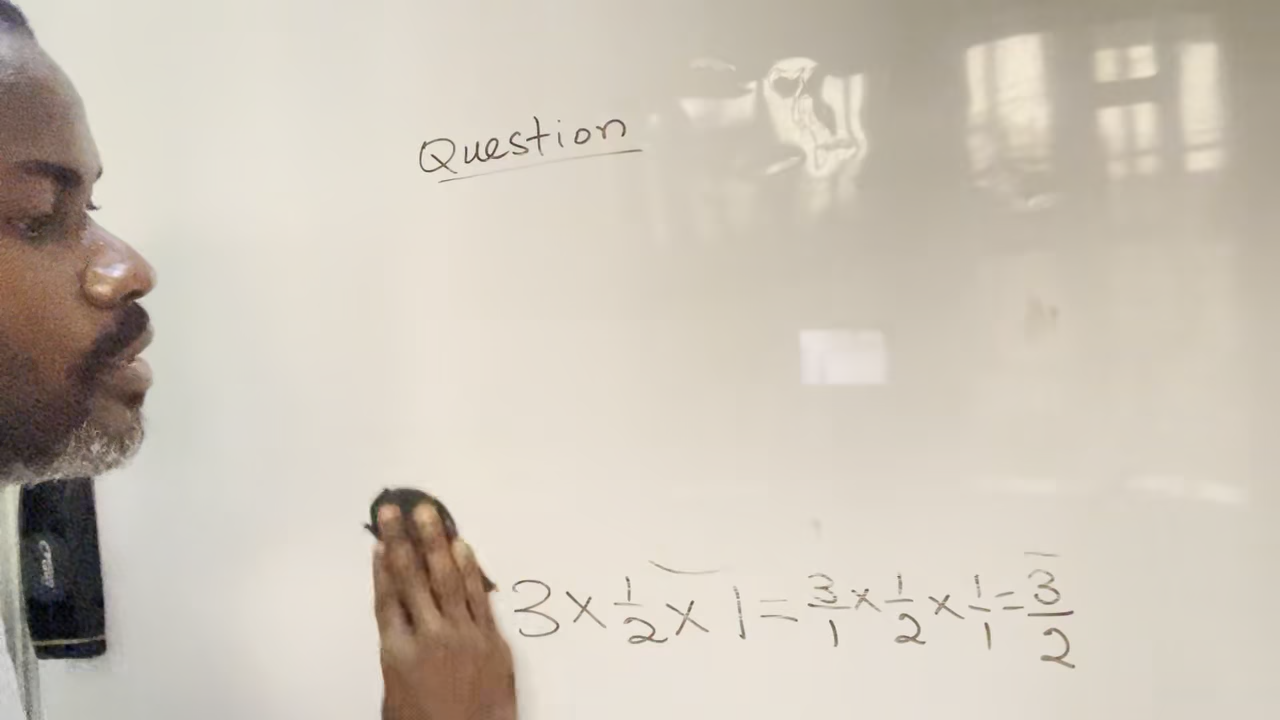 Question
3 × 1/2 × 1 = 3/1 × 1/2 × 1/1 = 3/2